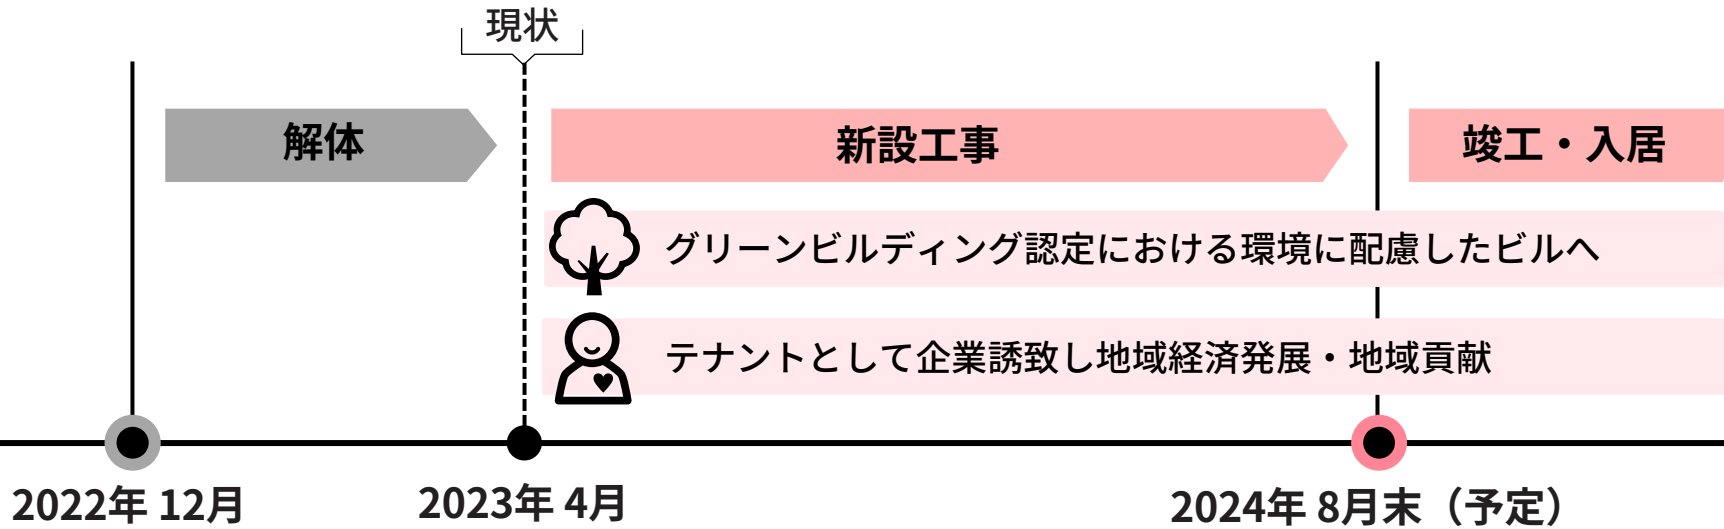 現状
解体
新設工事
竣工・入居
グリーンビルディング認定における環境に配慮したビルへ
テナントとして企業誘致し地域経済発展・地域貢献
2022年 12月
2023年 4月
2024年 8月末（予定）